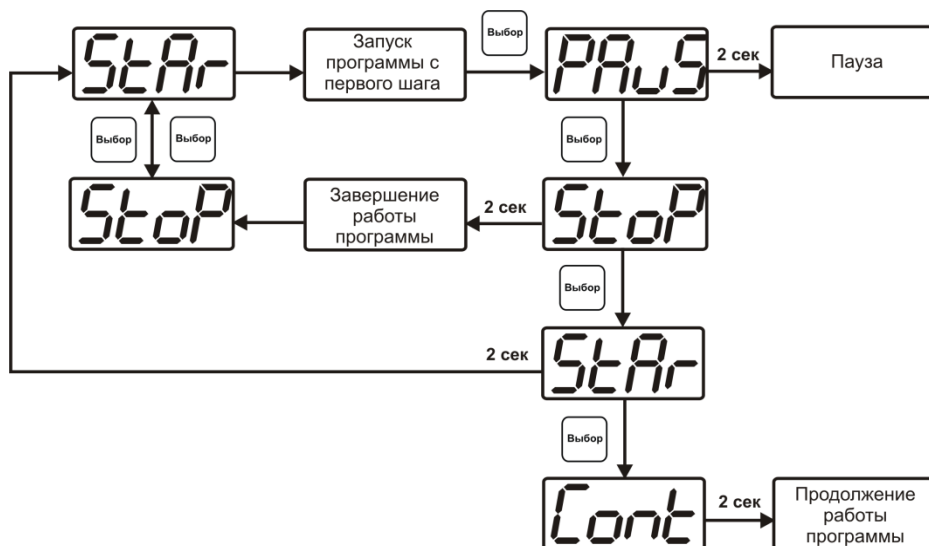 StAr
Запуск
программы с
первого шага
Выбор
PAuS
2 сек
Пауза
Выбор
Выбор
Выбор
StoP
Завершение
работы
программы
2 сек
StoP
Выбор
2 сек
StAr
Выбор
Cont
2 сек
Продолжение
работы
программы